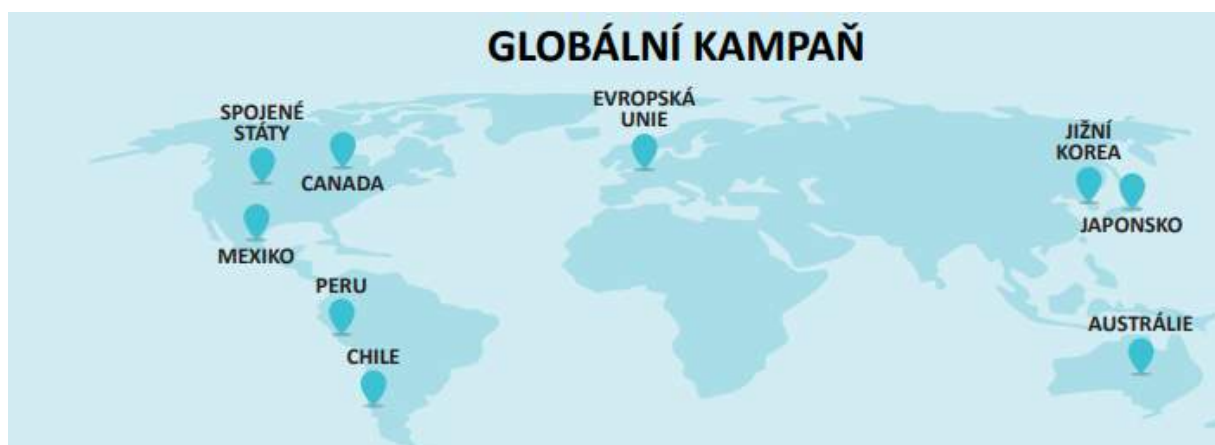 GLOBÁLNÍ KAMPAŇ
SPOJENÉ
STÁTY
CANADA
MEXIKO
PERU
CHILE
EVROPSKÁ
UNIE
JIŽNÍ
KOREA
JAPONSKO
AUSTRÁLIE